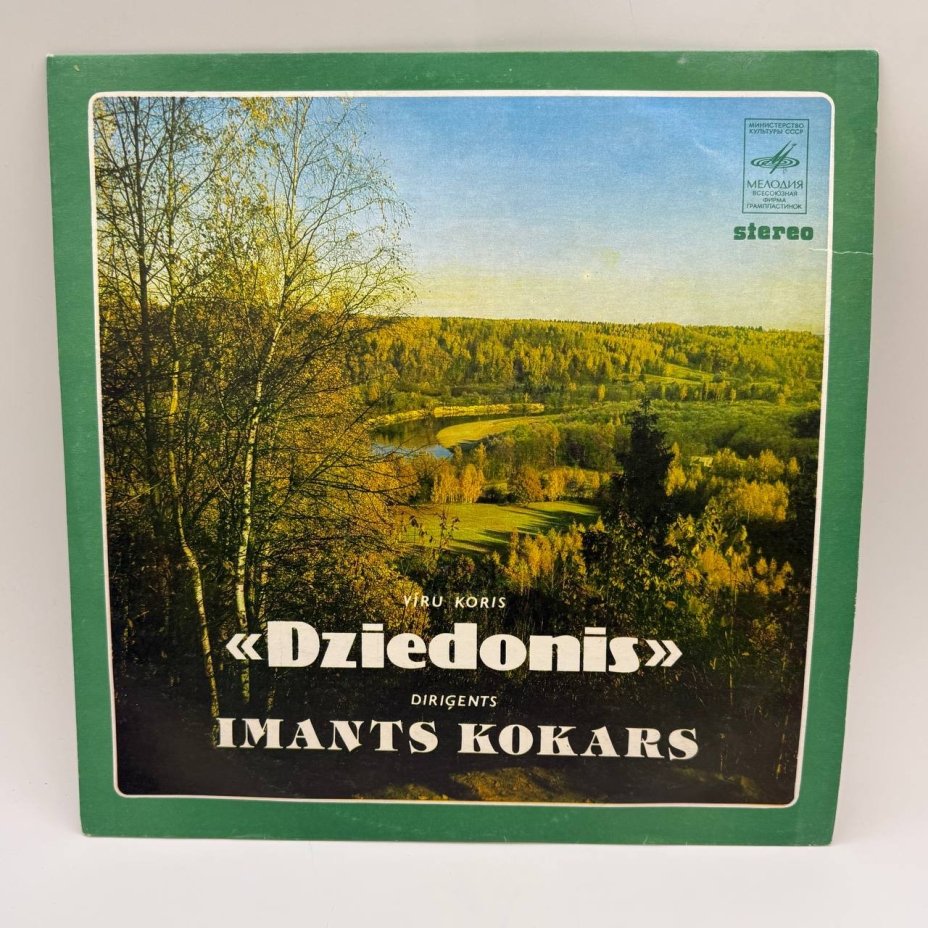 МИНИСТЕРСТВО
КУЛЬТУРЫ СССР
МЕЛОДИЯ
ВСЕСОЮЗНАЯ
ФИРМА
ГРАМПЛАСТИНОК
stereo
VĪRU KORIS
«Dziedonis»
DIRIĢENTS
IMANTS KOKARS